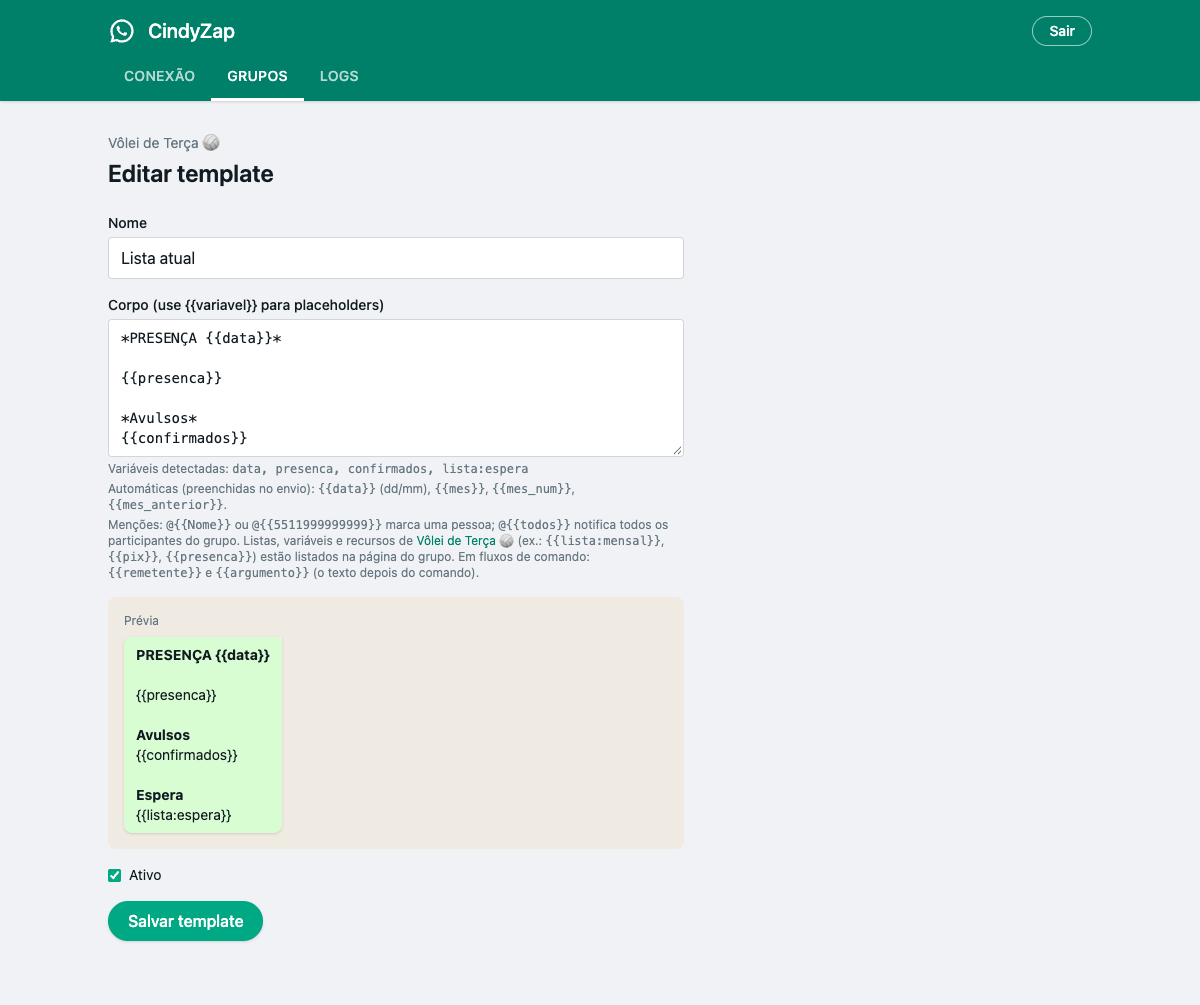 CindyZap
Sair
CONEXÃO GRUPOS LOGS
Vôlei de Terça
Editar template
Nome
Lista atual
Corpo (use {{variavel}} para placeholders)
*PRESENÇA {{data}}*
{{presenca}}
*Avulsos*
{{confirmados}}
Variáveis detectadas: data, presenca, confirmados, lista:espera
Automáticas (preenchidas no envio): {{data}} (dd/mm), {{mes}}, {{mes_num}},
{{mes_anterior}}.
Menções: @{{Nome}} ou @{{5511999999999}} marca uma pessoa; @{{todos}} notifica todos os
participantes do grupo. Listas, variáveis e recursos de Vôlei de Terça (ex.: {{lista:mensal}},
{{pix}}, {{presenca}}) estão listados na página do grupo. Em fluxos de comando:
{{remetente}} e {{argumento}} (o texto depois do comando).
Prévia
PRESENÇA {{data}}
{{presenca}}
Avulsos
{{confirmados}}
Espera
{{lista:espera}}
Ativo
Salvar template